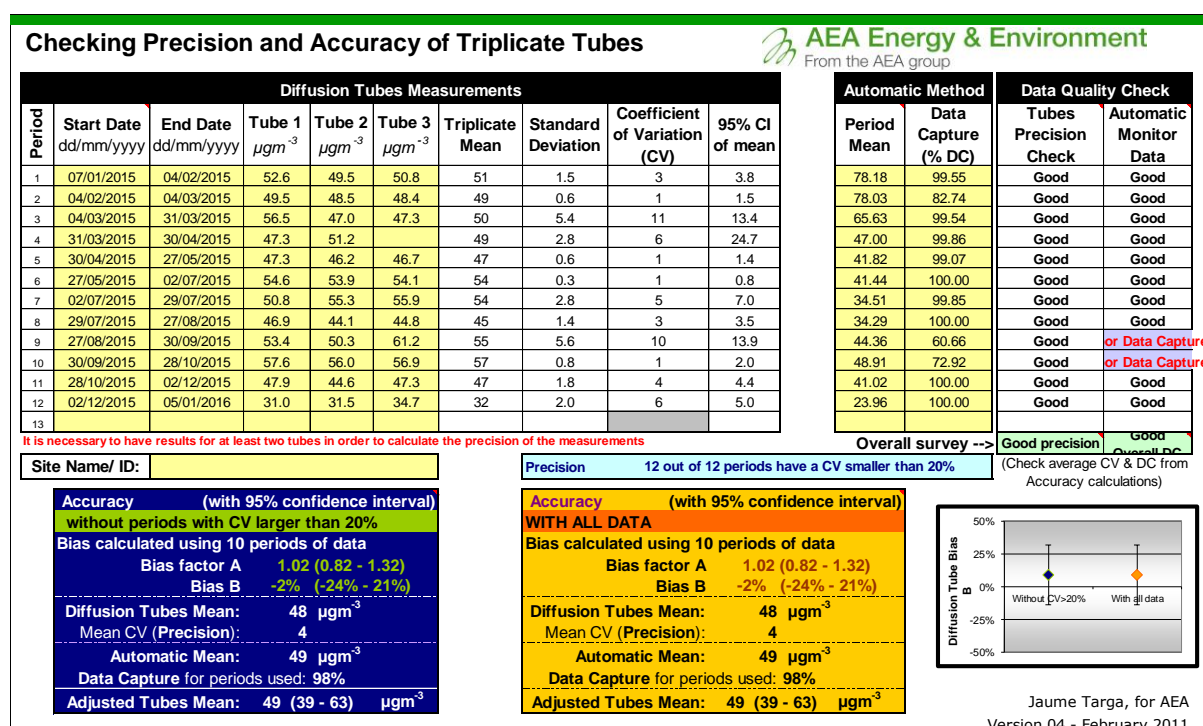 Checking Precision and Accuracy of Triplicate Tubes
AEA Energy & Environment
From the AEA group
Diffusion Tubes Measurements
Automatic Method
Data Quality Check
Period
Start Date dd/mm/yyyy
End Date dd/mm/yyyy
Tube 1 µgm-3
Tube 2 µgm-3
Tube 3 µgm-3
Triplicate Mean
Standard Deviation
Coefficient of Variation (CV)
95% CI of mean
Period Mean
Data Capture (% DC)
Tubes Precision Check
Automatic Monitor Data
1 07/01/2015 04/02/2015 52.6 49.5 50.8 51 1.5 3 3.8 78.18 99.55 Good Good
2 04/02/2015 04/03/2015 49.5 48.5 48.4 49 0.6 1 1.5 78.03 82.74 Good Good
3 04/03/2015 31/03/2015 56.5 47.0 47.3 50 5.4 11 13.4 65.63 99.54 Good Good
4 31/03/2015 30/04/2015 47.3 51.2 49 2.8 6 24.7 47.00 99.86 Good Good
5 30/04/2015 27/05/2015 47.3 46.2 46.7 47 0.6 1 1.4 41.82 99.07 Good Good
6 27/05/2015 02/07/2015 54.6 53.9 54.1 54 0.3 1 0.8 41.44 100.00 Good Good
7 02/07/2015 29/07/2015 50.8 55.3 55.9 54 2.8 5 7.0 34.51 99.85 Good Good
8 29/07/2015 27/08/2015 46.9 44.1 44.8 45 1.4 3 3.5 34.29 100.00 Good Good
9 27/08/2015 30/09/2015 53.4 50.3 61.2 55 5.6 10 13.9 44.36 60.66 Good or Data Capture
10 30/09/2015 28/10/2015 57.6 56.0 56.9 57 0.8 1 2.0 48.91 72.92 Good or Data Capture
11 28/10/2015 02/12/2015 47.9 44.6 47.3 47 1.8 4 4.4 41.02 100.00 Good Good
12 02/12/2015 05/01/2016 31.0 31.5 34.7 32 2.0 6 5.0 23.96 100.00 Good Good
13
It is necessary to have results for at least two tubes in order to calculate the precision of the measurements
Overall survey --> Good precision Good Overall DC
Site Name/ ID:
Precision 12 out of 12 periods have a CV smaller than 20%
(Check average CV & DC from Accuracy calculations)
Accuracy (with 95% confidence interval)
without periods with CV larger than 20%
Bias calculated using 10 periods of data
Bias factor A 1.02 (0.82 - 1.32)
Bias B -2% (-24% - 21%)
Diffusion Tubes Mean: 48 µgm-3
Mean CV (Precision): 4
Automatic Mean: 49 µgm-3
Data Capture for periods used: 98%
Adjusted Tubes Mean: 49 (39 - 63) µgm-3
Accuracy (with 95% confidence interval)
WITH ALL DATA
Bias calculated using 10 periods of data
Bias factor A 1.02 (0.82 - 1.32)
Bias B -2% (-24% - 21%)
Diffusion Tubes Mean: 48 µgm-3
Mean CV (Precision): 4
Automatic Mean: 49 µgm-3
Data Capture for periods used: 98%
Adjusted Tubes Mean: 49 (39 - 63) µgm-3
Diffusion Tube Bias B
50%
25%
0%
-25%
-50%
Without CV>20%
With all data
Jaume Targa, for AEA
Version 04 - February 2011